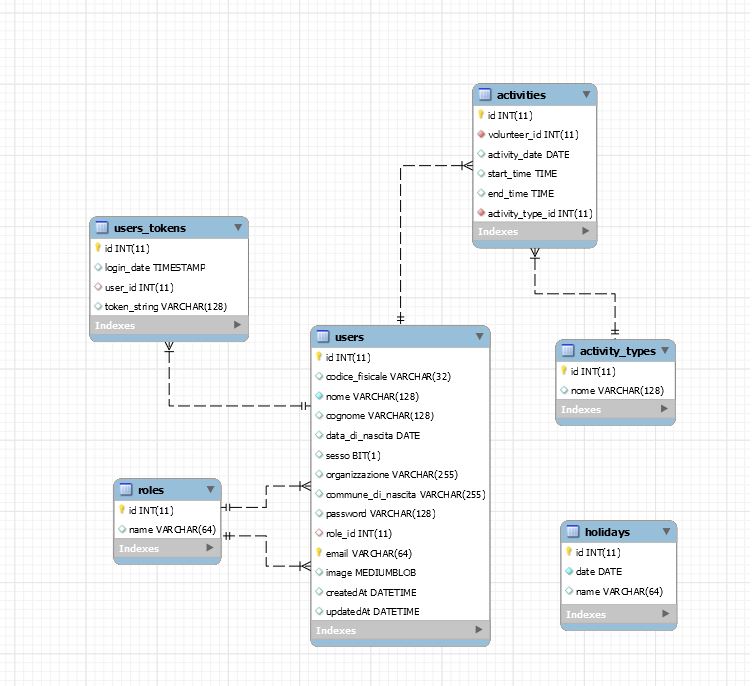 activities
id INT(11)
volunteer_id INT(11)
activity_date DATE
start_time TIME
end_time TIME
activity_type_id INT(11)
Indexes
users_tokens
id INT(11)
login_date TIMESTAMP
user_id INT(11)
token_string VARCHAR(128)
Indexes
users
id INT(11)
codice_fisicale VARCHAR(32)
nome VARCHAR(128)
cognome VARCHAR(128)
data_di_nascita DATE
sesso BIT(1)
organizzazione VARCHAR(255)
commune_di_nascita VARCHAR(255)
password VARCHAR(128)
role_id INT(11)
email VARCHAR(64)
image MEDIUMBLOB
createdAt DATETIME
updatedAt DATETIME
Indexes
activity_types
id INT(11)
nome VARCHAR(128)
Indexes
roles
id INT(11)
name VARCHAR(64)
Indexes
holidays
id INT(11)
date DATE
name VARCHAR(64)
Indexes